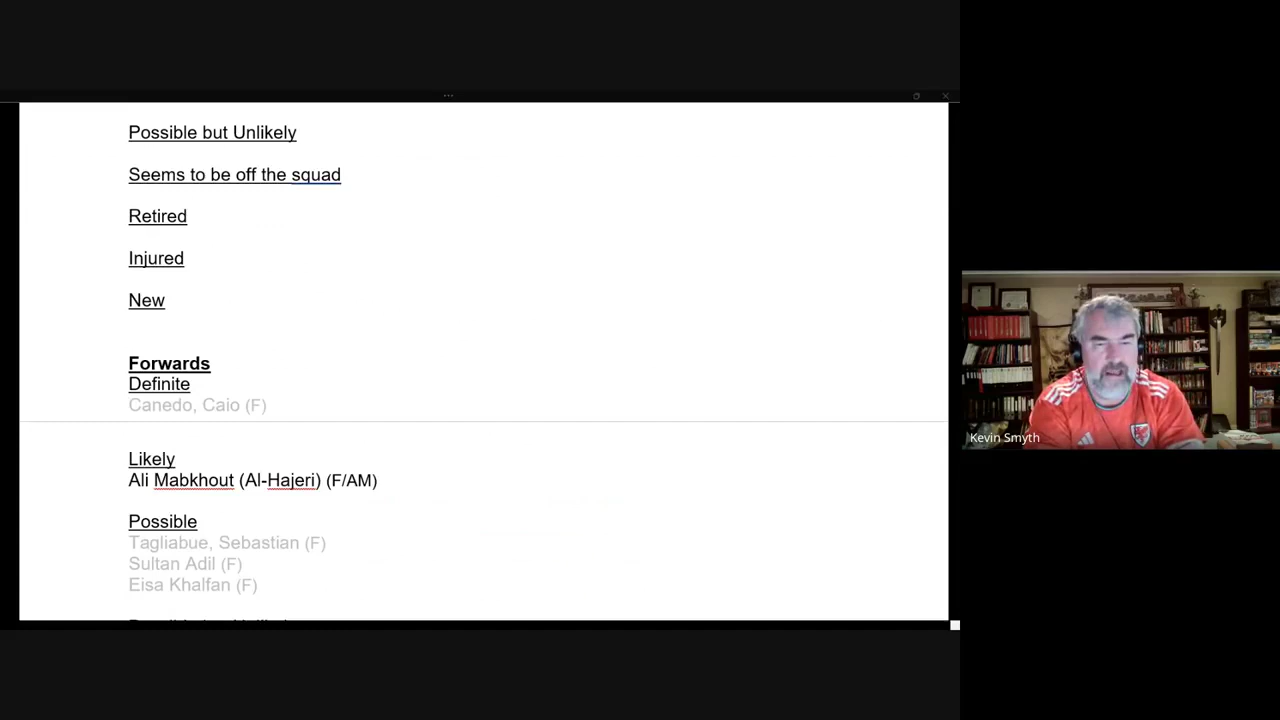 Possible but Unlikely
Seems to be off the squad
Retired
Injured
New
Forwards
Definite
Canedo, Caio (F)
Likely
Ali Mabkhout (Al-Hajeri) (F/AM)
Possible
Tagliabue, Sebastian (F)
Sultan Adil (F)
Eisa Khalfan (F)
Kevin Smyth